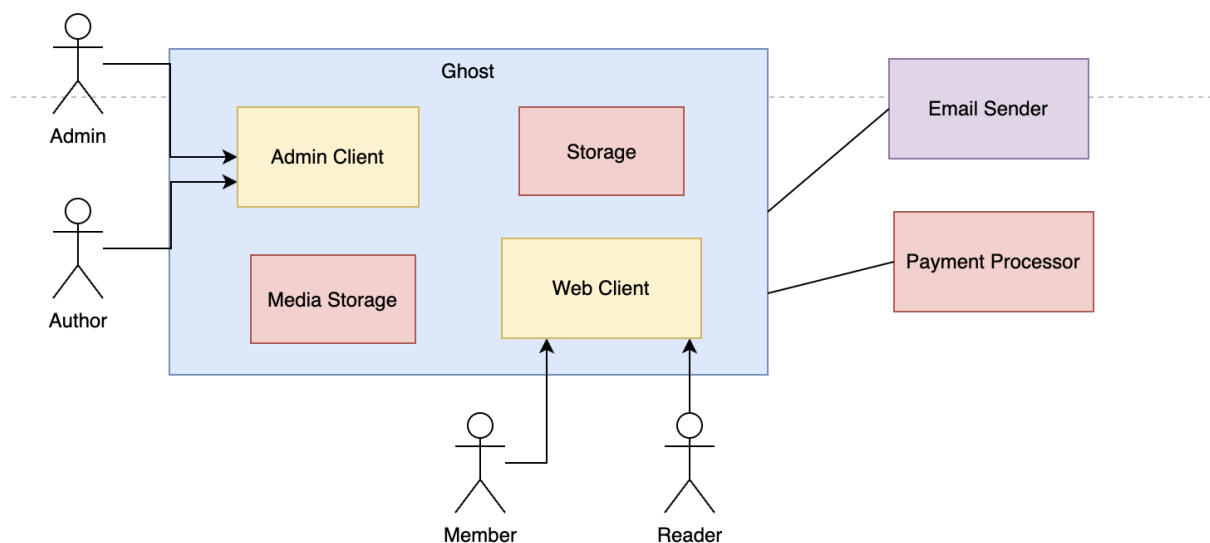 Ghost
Admin
Admin Client
Storage
Email Sender
Author
Media Storage
Web Client
Payment Processor
Member
Reader